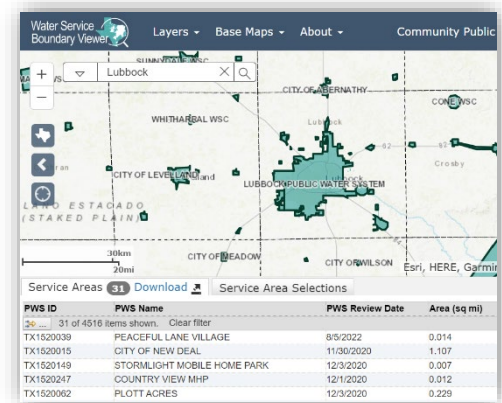 Water Service Boundary Viewer
Layers
Base Maps
About
Community Public
SUNNYDALE WSC
Lubbock
CITY OF ABERNATHY
CONE WSC
WHITHARRAL WSC
Lubbock
62
Crosby
CITY OF LEVELLAND
Lubbock
LUBBOCK PUBLIC WATER SYSTEM
LLANO ESTACADO
(STAKED PLAIN)
84
30km
20mi
CITY OF MEADOW
CITY OF WILSON
Esri, HERE, Garmin
Service Areas 31 Download Service Area Selections
PWS ID PWS Name PWS Review Date Area (sq mi)
... 31 of 4516 items shown. Clear filter
TX1520039 PEACEFUL LANE VILLAGE 8/5/2022 0.014
TX1520015 CITY OF NEW DEAL 11/30/2020 1.107
TX1520149 STORMLIGHT MOBILE HOME PARK 12/3/2020 0.007
TX1520247 COUNTRY VIEW MHP 12/1/2020 0.012
TX1520062 PLOTT ACRES 12/3/2020 0.229